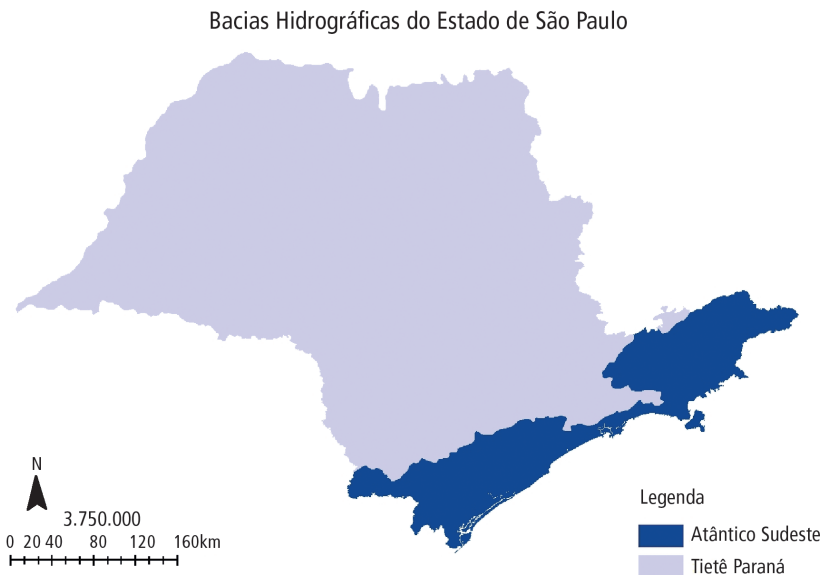 Bacias Hidrográficas do Estado de São Paulo
N
3.750.000
0 20 40 80 120 160km
Legenda
Atântico Sudeste
Tietê Paraná